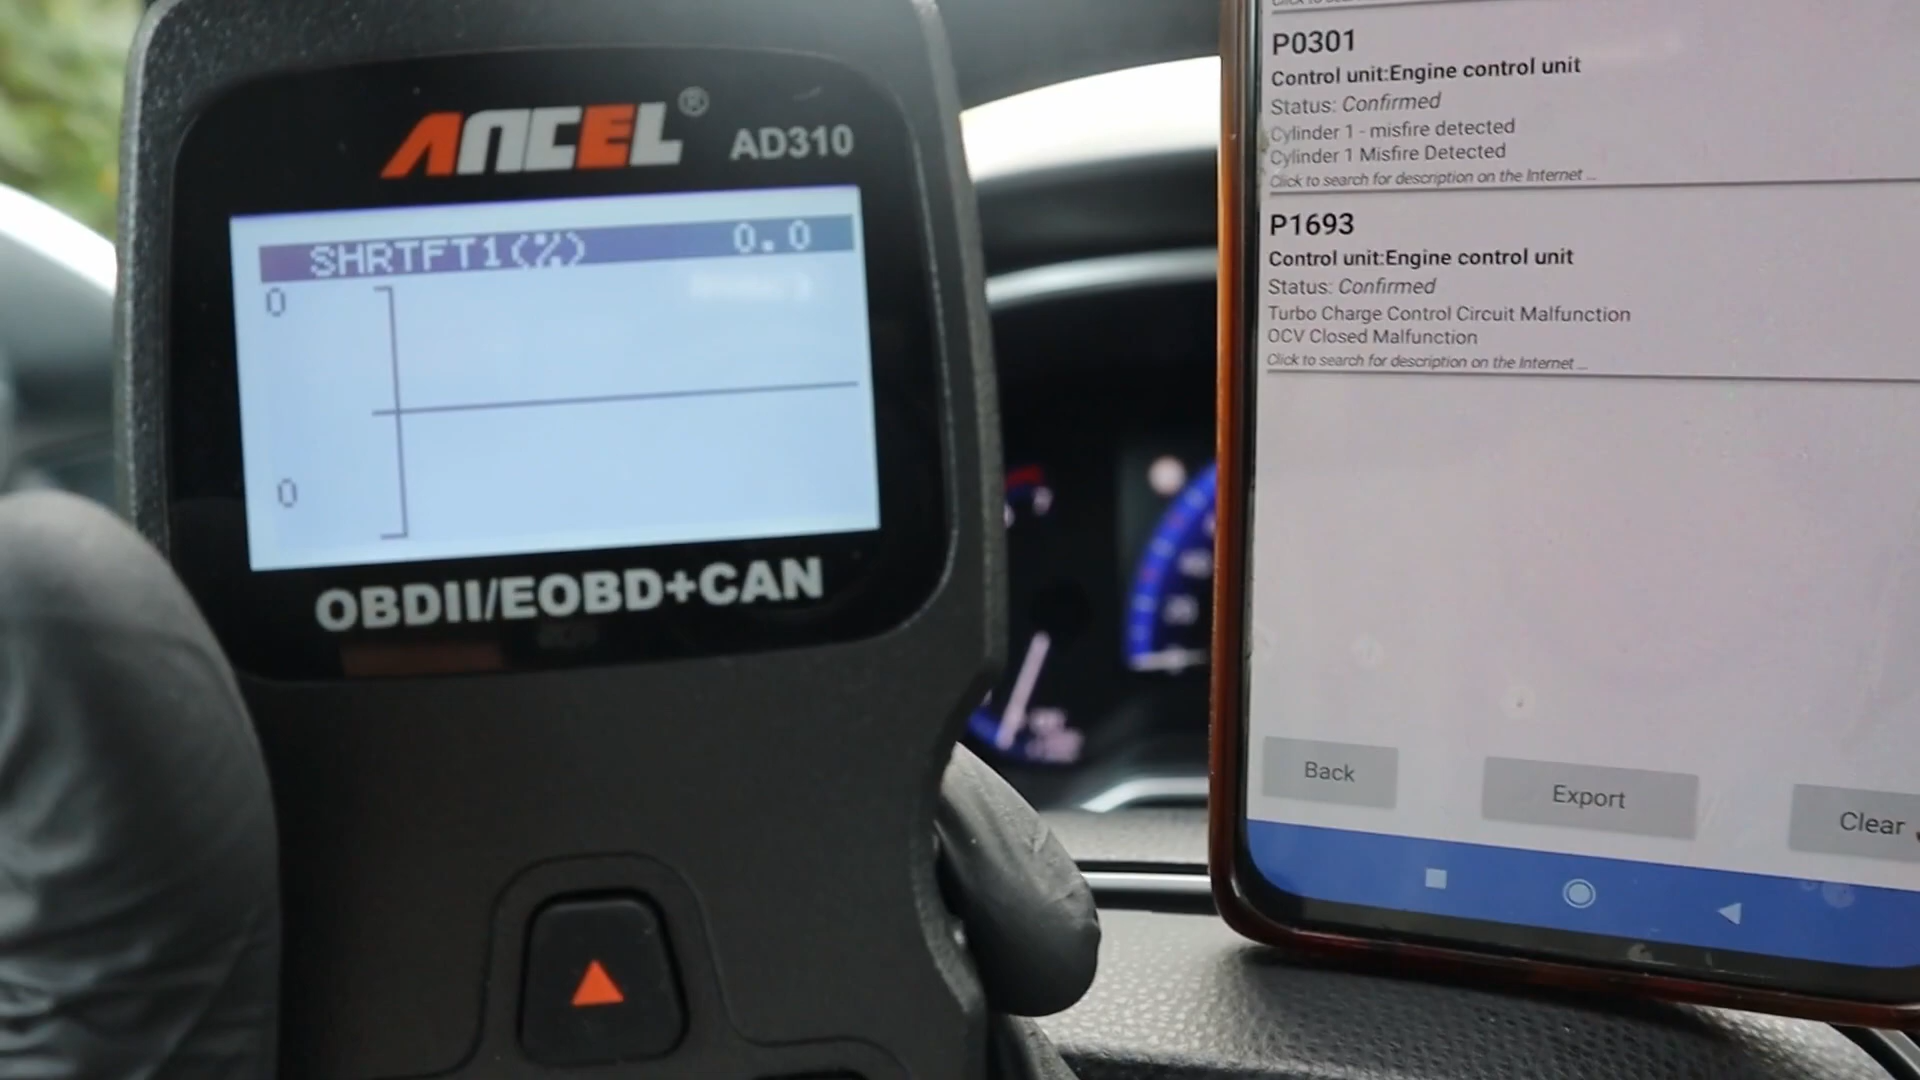 ANCEL®
AD310
SHRTFT1(%) 0.0
0
0
OBDII/EOBD+CAN
P0301
Control unit:Engine control unit
Status: Confirmed
Cylinder 1 - misfire detected
Cylinder 1 Misfire Detected
Click to search for description on the Internet ...
P1693
Control unit:Engine control unit
Status: Confirmed
Turbo Charge Control Circuit Malfunction
OCV Closed Malfunction
Click to search for description on the Internet ...
Back
Export
Clear